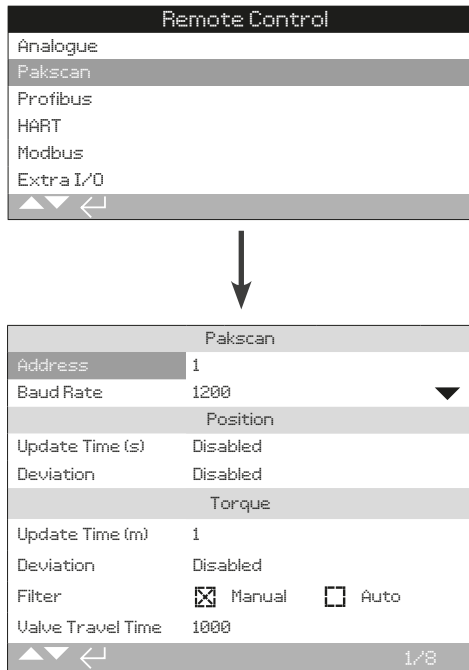 Remote Control
Analogue
Pakscan
Profibus
HART
Modbus
Extra I/O
Pakscan
Address 1
Baud Rate 1200
Position
Update Time (s) Disabled
Deviation Disabled
Torque
Update Time (m) 1
Deviation Disabled
Filter Manual Auto
Valve Travel Time 1000
1/8